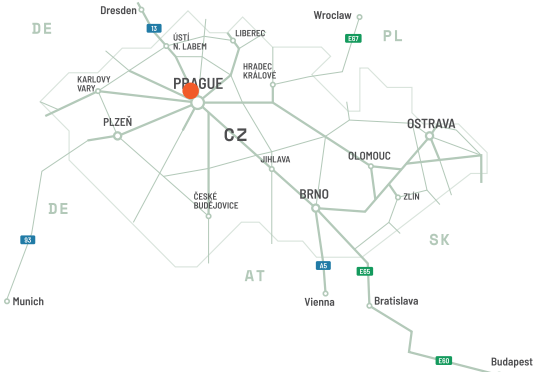 Dresden
Wroclaw
13
DE
ÚSTÍ
N. LABEM
LIBEREC
E67
PL
HRADEC
KRÁLOVÉ
KARLOVY
VARY
PRAGUE
PLZEŇ
CZ
OSTRAVA
JIHLAVA
OLOMOUC
ČESKÉ
BUDĚJOVICE
BRNO
ZLÍN
DE
93
SK
A5
E65
AT
Munich
Vienna
Bratislava
E60
Budapest